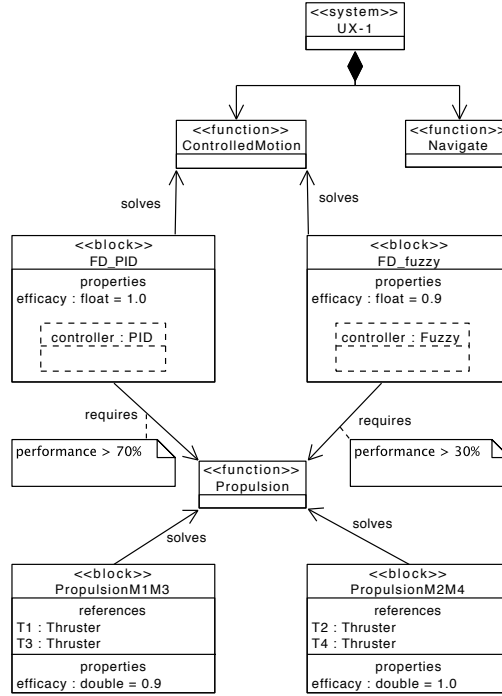 <<system>>
UX-1
<<function>>
ControlledMotion
<<function>>
Navigate
solves
solves
<<block>>
FD_PID
properties
efficacy : float = 1.0
controller : PID
<<block>>
FD_fuzzy
properties
efficacy : float = 0.9
controller : Fuzzy
requires
requires
performance > 70%
performance > 30%
<<function>>
Propulsion
solves
solves
<<block>>
PropulsionM1M3
references
T1 : Thruster
T3 : Thruster
properties
efficacy : double = 0.9
<<block>>
PropulsionM2M4
references
T2 : Thruster
T4 : Thruster
properties
efficacy : double = 1.0